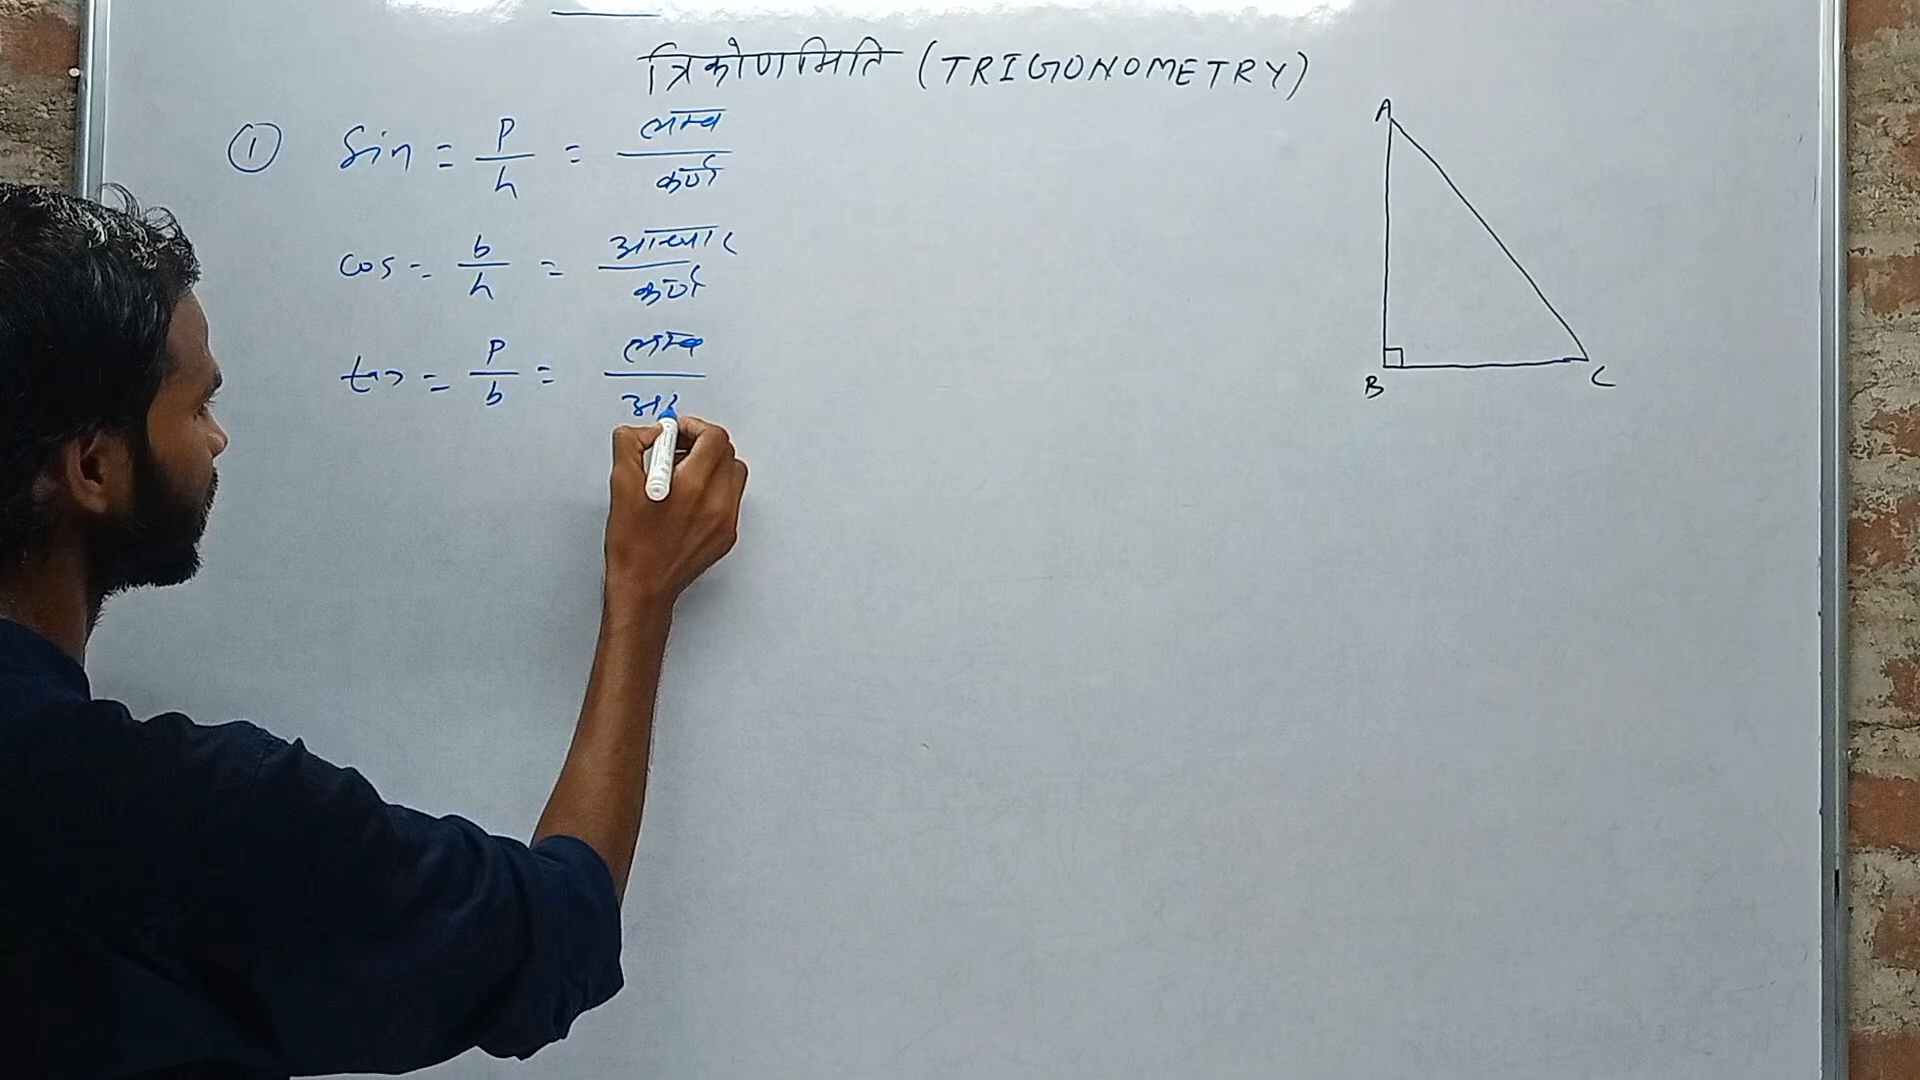 त्रिकोणमिति (TRIGONOMETRY)
① Sin = P/h = लम्ब/कर्ण
cos = b/h = आधार/कर्ण
tan = P/b = लम्ब/आ
A
B
C